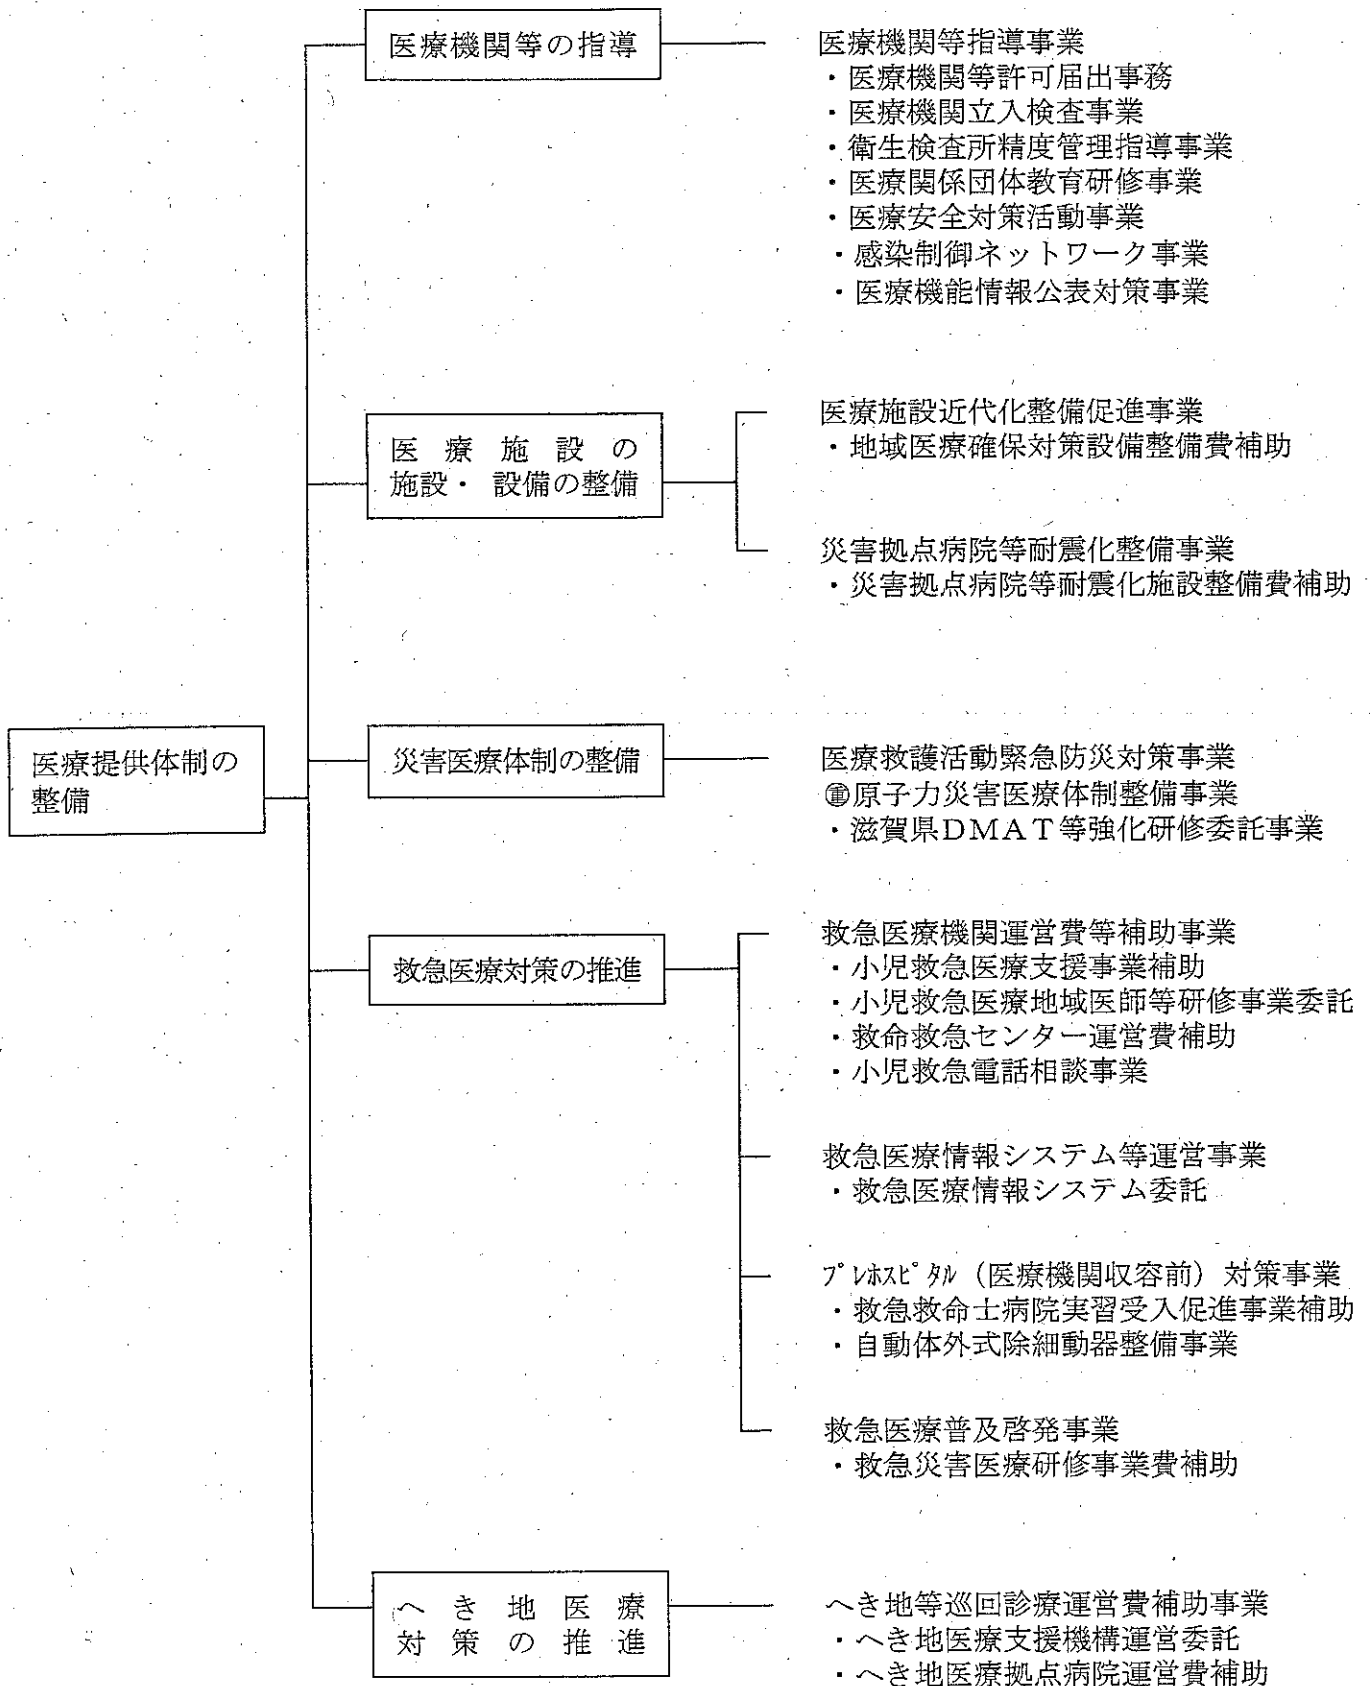 医療提供体制の
整備
医療機関等の指導
医療機関等指導事業
・医療機関等許可届出事務
・医療機関立入検査事業
・衛生検査所精度管理指導事業
・医療関係団体教育研修事業
・医療安全対策活動事業
・感染制御ネットワーク事業
・医療機能情報公表対策事業
医療施設の
施設・設備の整備
医療施設近代化整備促進事業
・地域医療確保対策設備整備費補助
災害拠点病院等耐震化整備事業
・災害拠点病院等耐震化施設整備費補助
災害医療体制の整備
医療救護活動緊急防災対策事業
㊥原子力災害医療体制整備事業
・滋賀県DMAT等強化研修委託事業
救急医療対策の推進
救急医療機関運営費等補助事業
・小児救急医療支援事業補助
・小児救急医療地域医師等研修事業委託
・救命救急センター運営費補助
・小児救急電話相談事業
救急医療情報システム等運営事業
・救急医療情報システム委託
プレホスピタル（医療機関収容前）対策事業
・救急救命士病院実習受入促進事業補助
・自動体外式除細動器整備事業
救急医療普及啓発事業
・救急災害医療研修事業費補助
へき地医療
対策の推進
へき地等巡回診療運営費補助事業
・へき地医療支援機構運営委託
・へき地医療拠点病院運営費補助